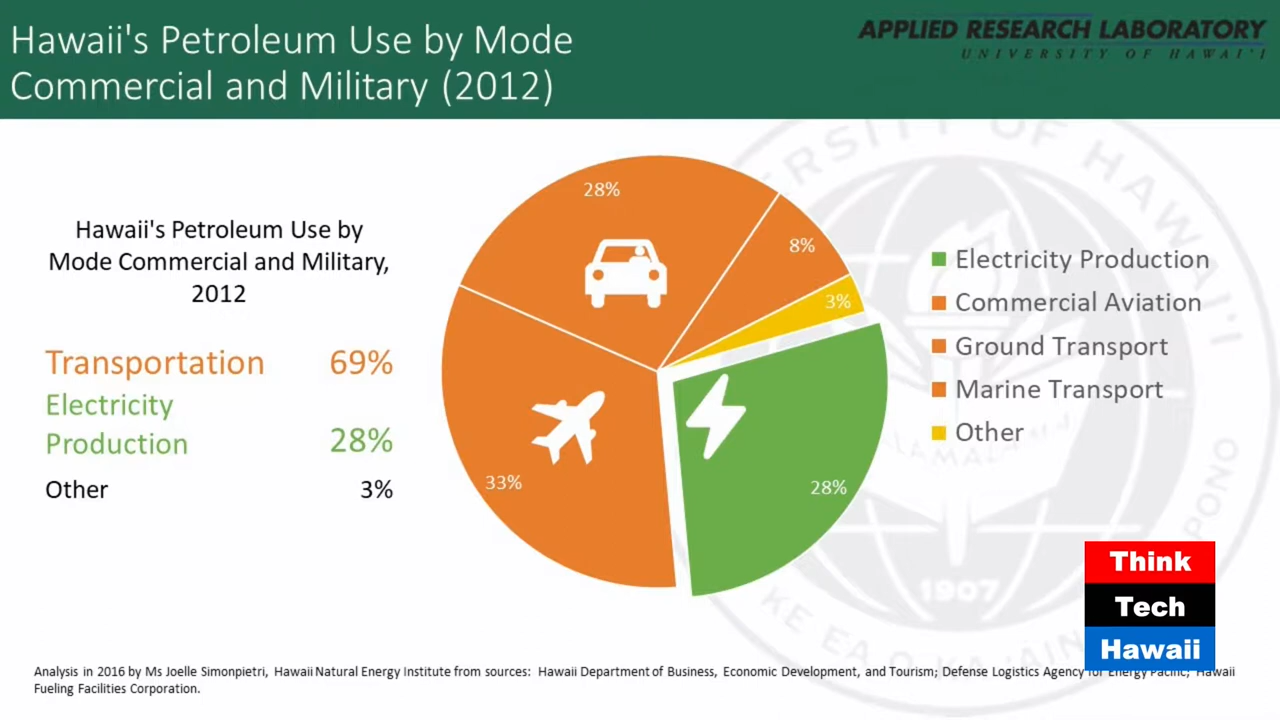 Hawaii's Petroleum Use by Mode
Commercial and Military (2012)
APPLIED RESEARCH LABORATORY
UNIVERSITY OF HAWAI'I
Hawaii's Petroleum Use by
Mode Commercial and Military,
2012
Transportation 69%
Electricity
Production 28%
Other 3%
28%
8%
3%
33%
28%
Electricity Production
Commercial Aviation
Ground Transport
Marine Transport
Other
1907
Think
Tech
Hawaii
Analysis in 2016 by Ms Joelle Simonpietri, Hawaii Natural Energy Institute from sources: Hawaii Department of Business, Economic Development, and Tourism; Defense Logistics Agency for Energy Pacific; Hawaii
Fueling Facilities Corporation.